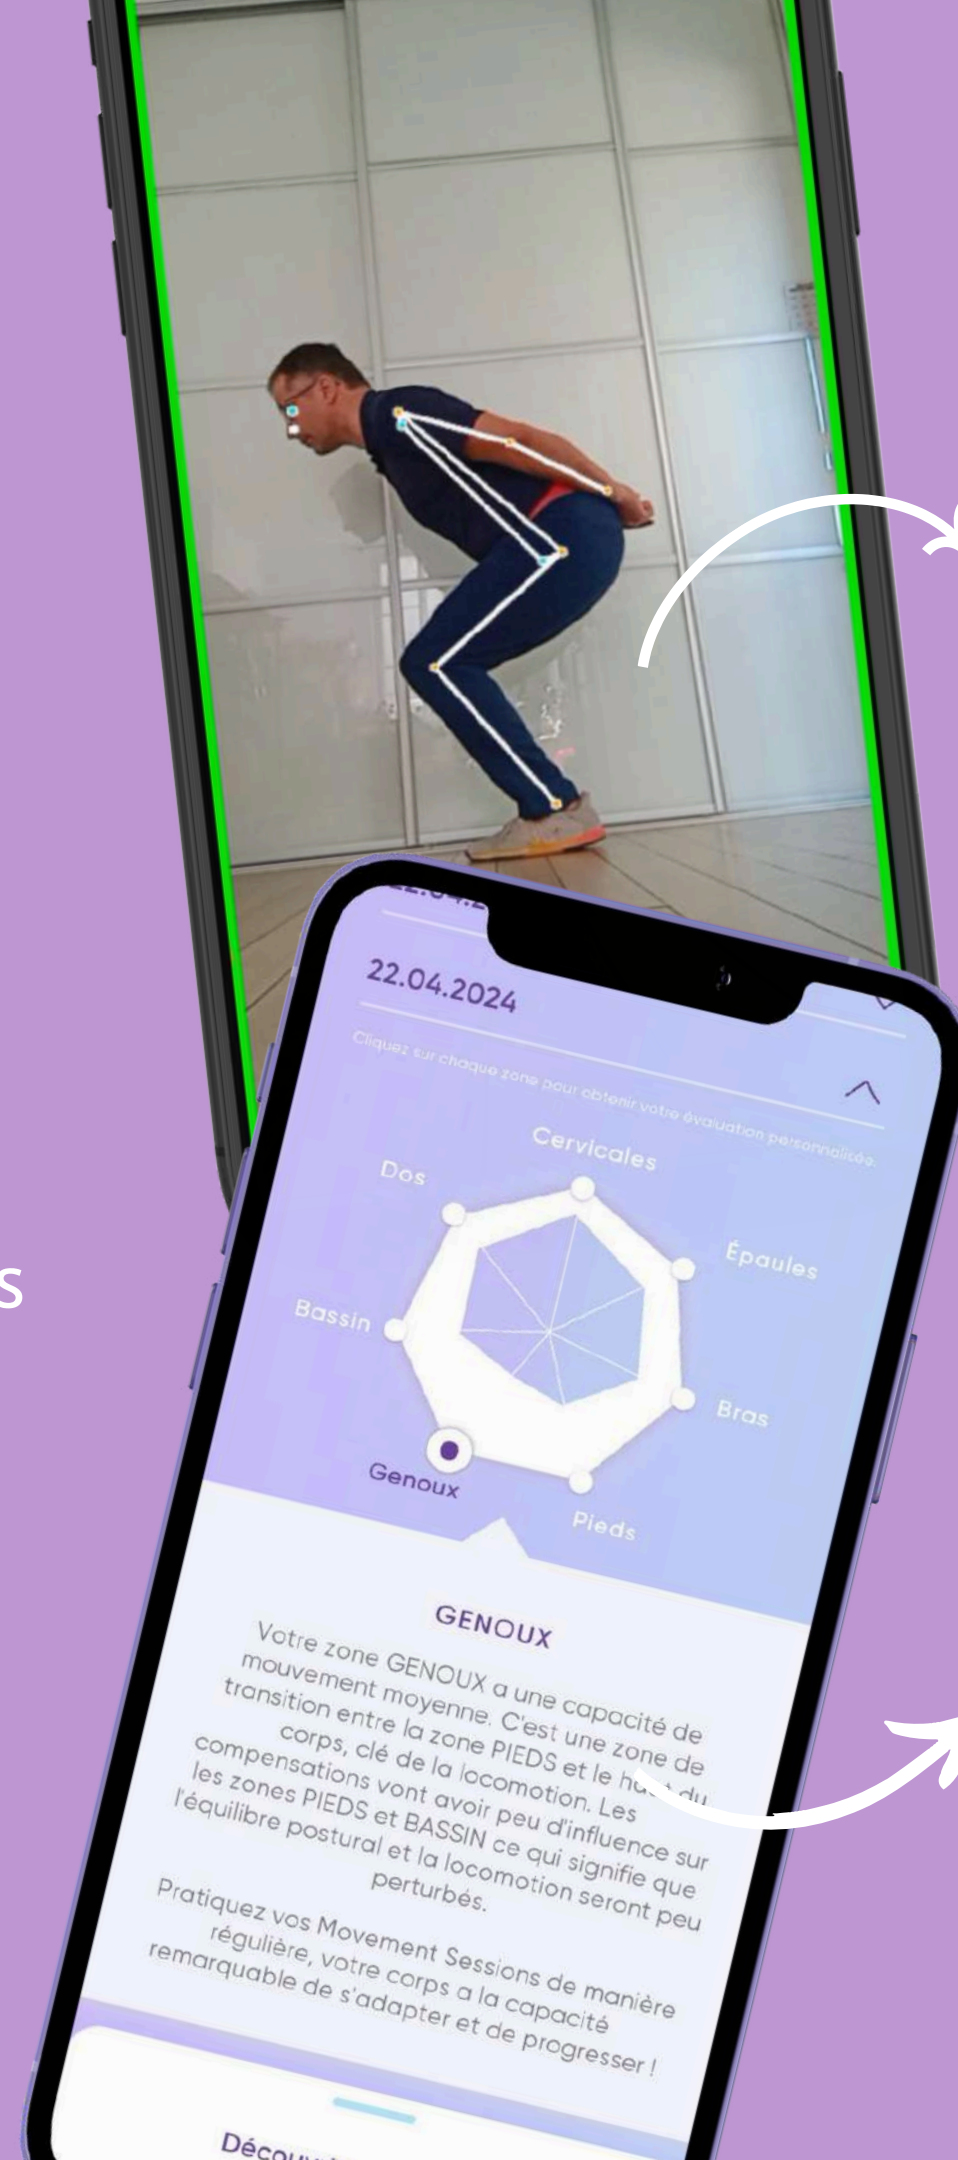 22.04.2024
Cliquez sur chaque zone pour obtenir votre évaluation personnalisée.
Cervicales
Dos
Épaules
s
Bassin
Bras
Genoux
Pieds
GENOUX
Votre zone GENOUX a une capacité de
mouvement moyenne. C'est une zone de
transition entre la zone PIEDS et le haut du
corps, clé de la locomotion. Les
compensations vont avoir peu d'influence sur
les zones PIEDS et BASSIN ce qui signifie que
l'équilibre postural et la locomotion seront peu
perturbés.
Pratiquez vos Movement Sessions de manière
régulière, votre corps a la capacité
remarquable de s'adapter et de progresser !